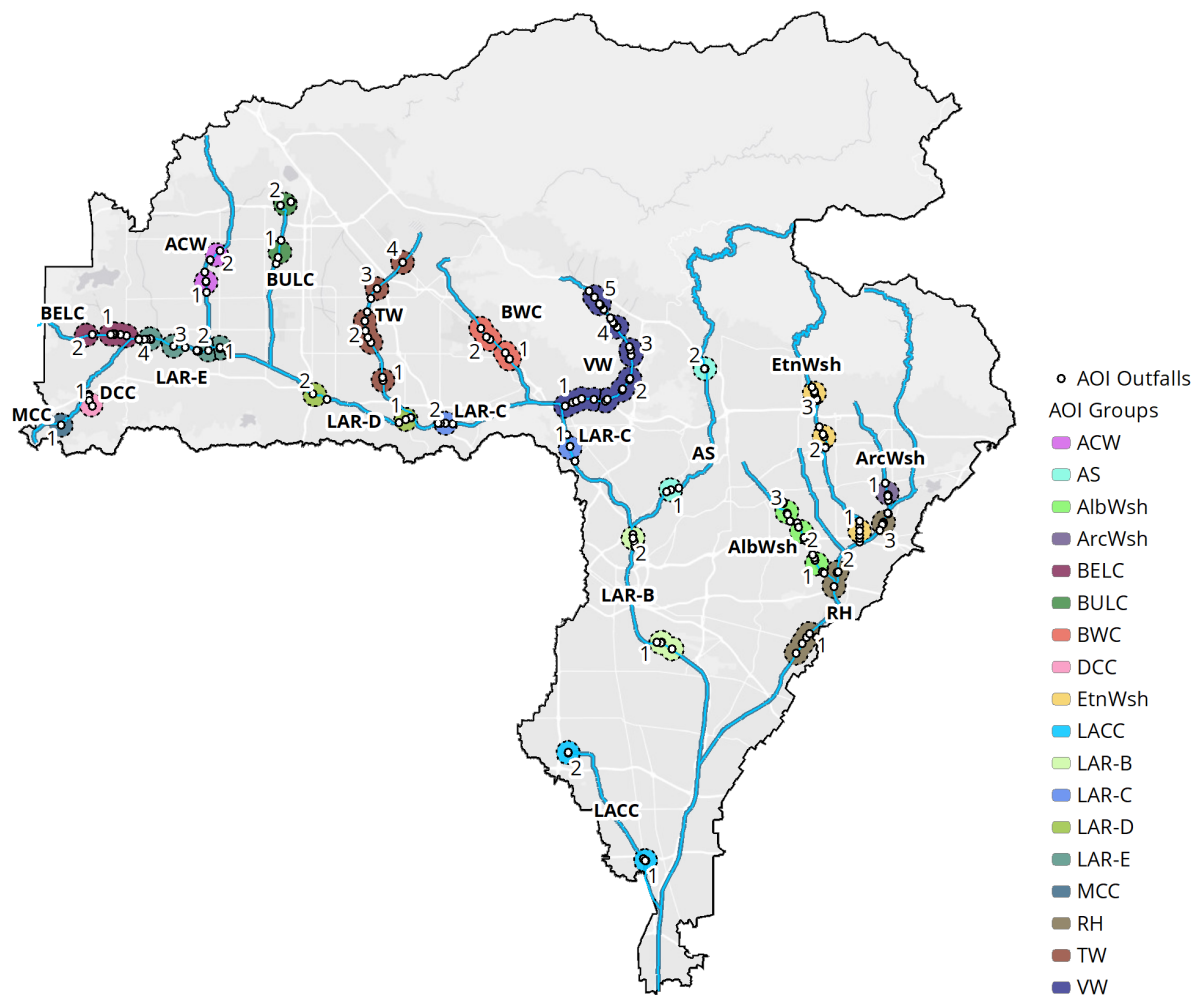 2
ACW
1
2
BULC
1
4
3
TW
2
1
BELC
1
2
4
3
2
1
LAR-E
DCC
1
MCC
1
2
LAR-D
1
2
LAR-C
BWC
2
1
5
4
3
VW
1
2
1
LAR-C
2
AS
1
EtnWsh
3
2
1
ArcWsh
1
3
3
AlbWsh
2
1
2
RH
1
2
LAR-B
1
2
LACC
1
AOI Outfalls
AOI Groups
ACW
AS
AlbWsh
ArcWsh
BELC
BULC
BWC
DCC
EtnWsh
LACC
LAR-B
LAR-C
LAR-D
LAR-E
MCC
RH
TW
VW